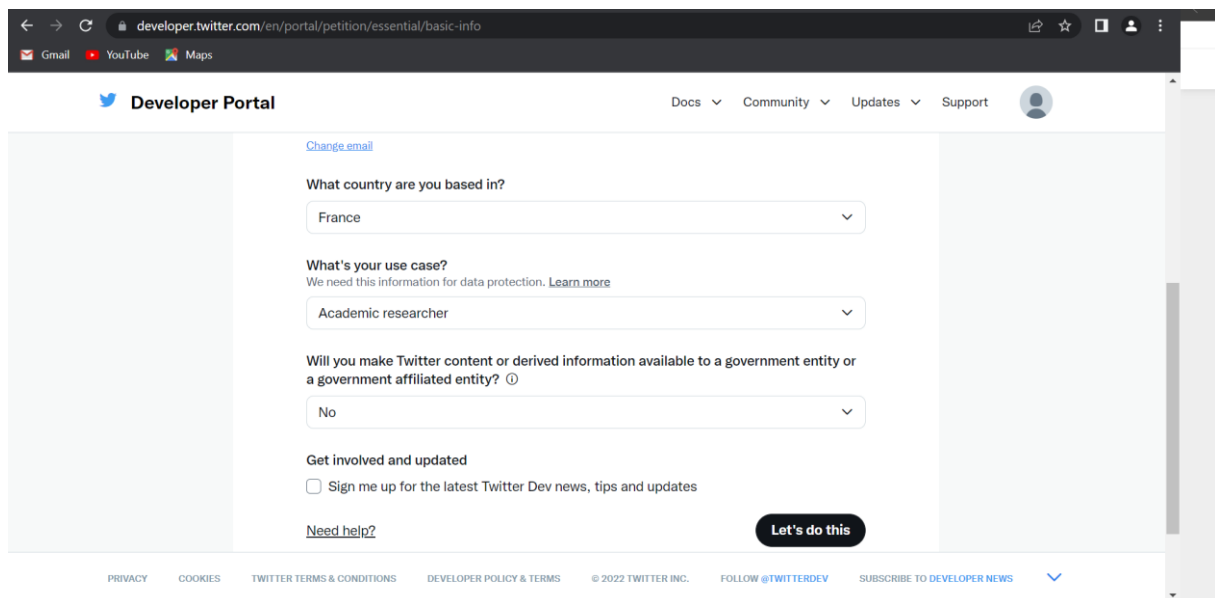 developer.twitter.com/en/portal/petition/essential/basic-info
Gmail YouTube Maps
Developer Portal Docs Community Updates Support
Change email
What country are you based in?
France
What's your use case?
We need this information for data protection. Learn more
Academic researcher
Will you make Twitter content or derived information available to a government entity or
a government affiliated entity?
No
Get involved and updated
Sign me up for the latest Twitter Dev news, tips and updates
Need help? Let's do this
PRIVACY COOKIES TWITTER TERMS & CONDITIONS DEVELOPER POLICY & TERMS © 2022 TWITTER INC. FOLLOW @TWITTERDEV SUBSCRIBE TO DEVELOPER NEWS